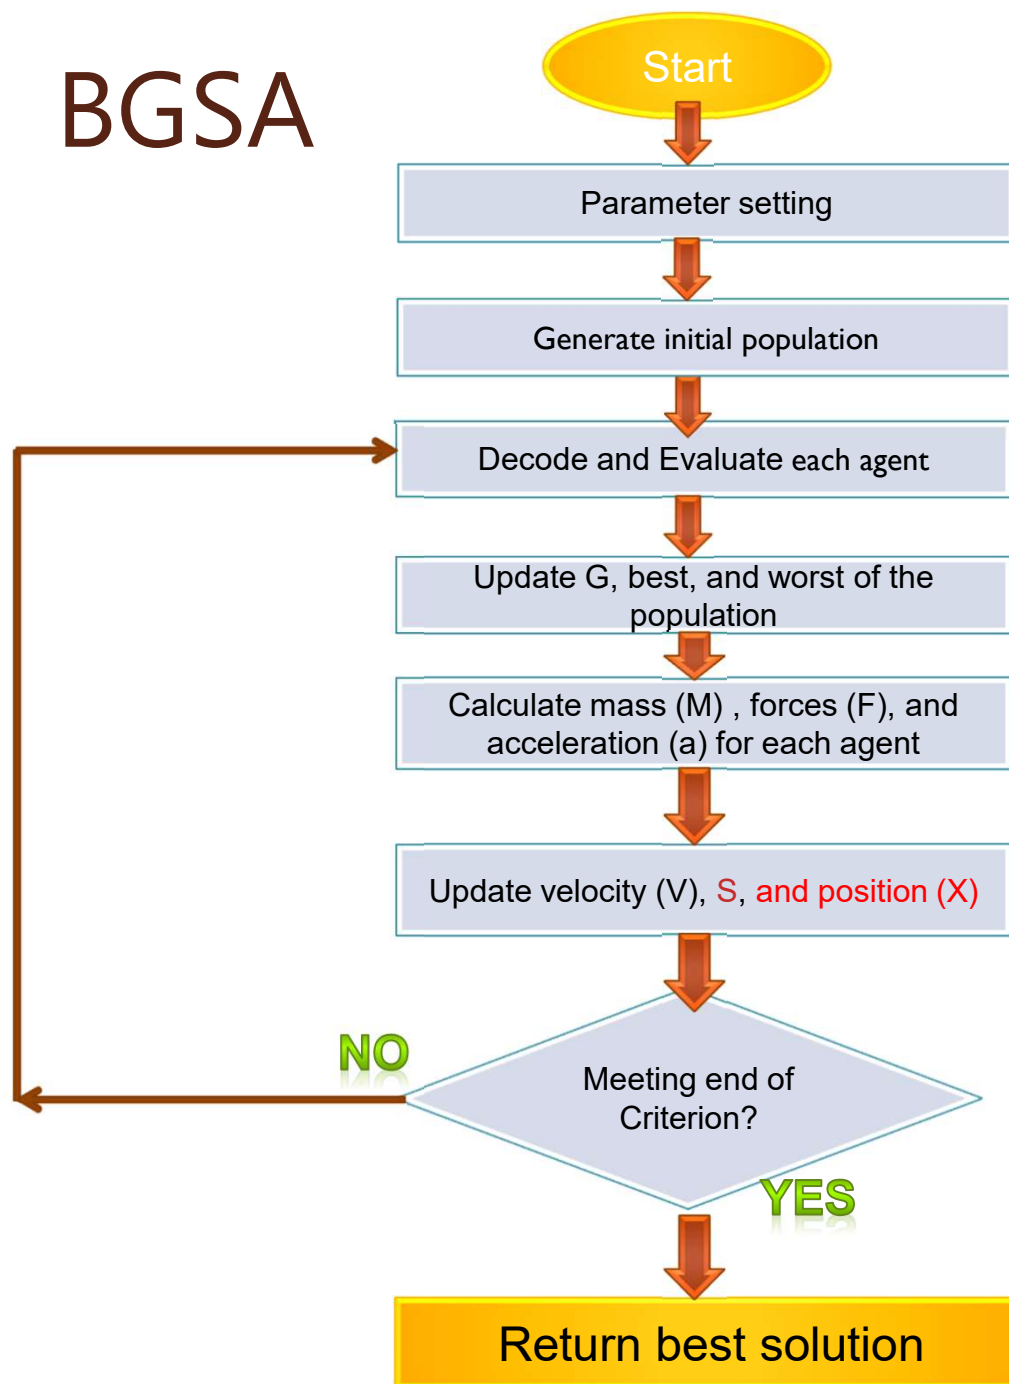 BGSA
Start
Parameter setting
Generate initial population
Decode and Evaluate each agent
Update G, best, and worst of the
population
Calculate mass (M) , forces (F), and
acceleration (a) for each agent
Update velocity (V), S, and position (X)
NO
Meeting end of
Criterion?
YES
Return best solution